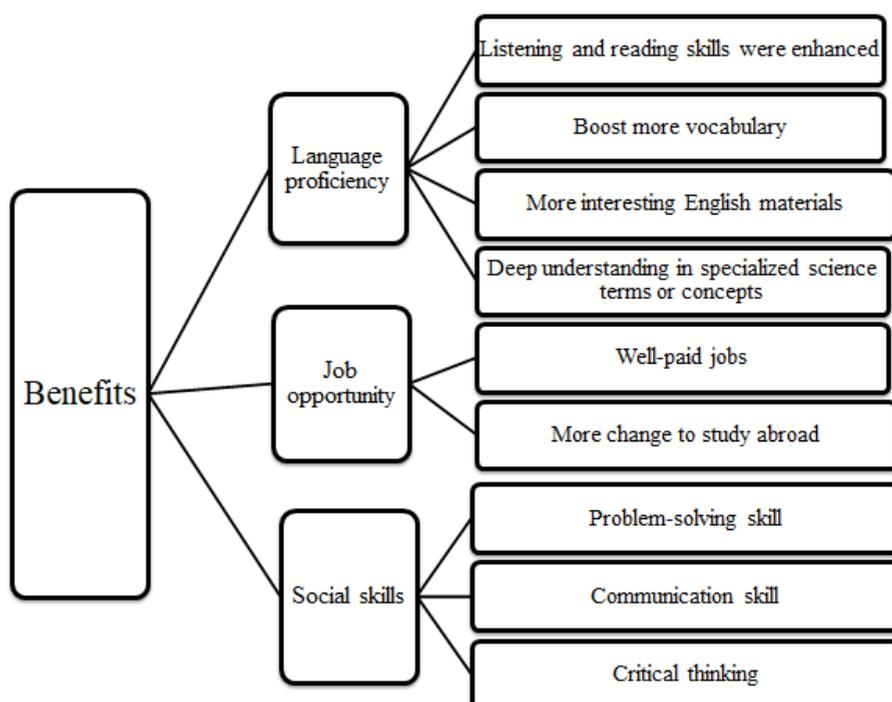 Benefits
Language
proficiency
Listening and reading skills were enhanced
Boost more vocabulary
More interesting English materials
Deep understanding in specialized science
terms or concepts
Job
opportunity
Well-paid jobs
More change to study abroad
Social skills
Problem-solving skill
Communication skill
Critical thinking